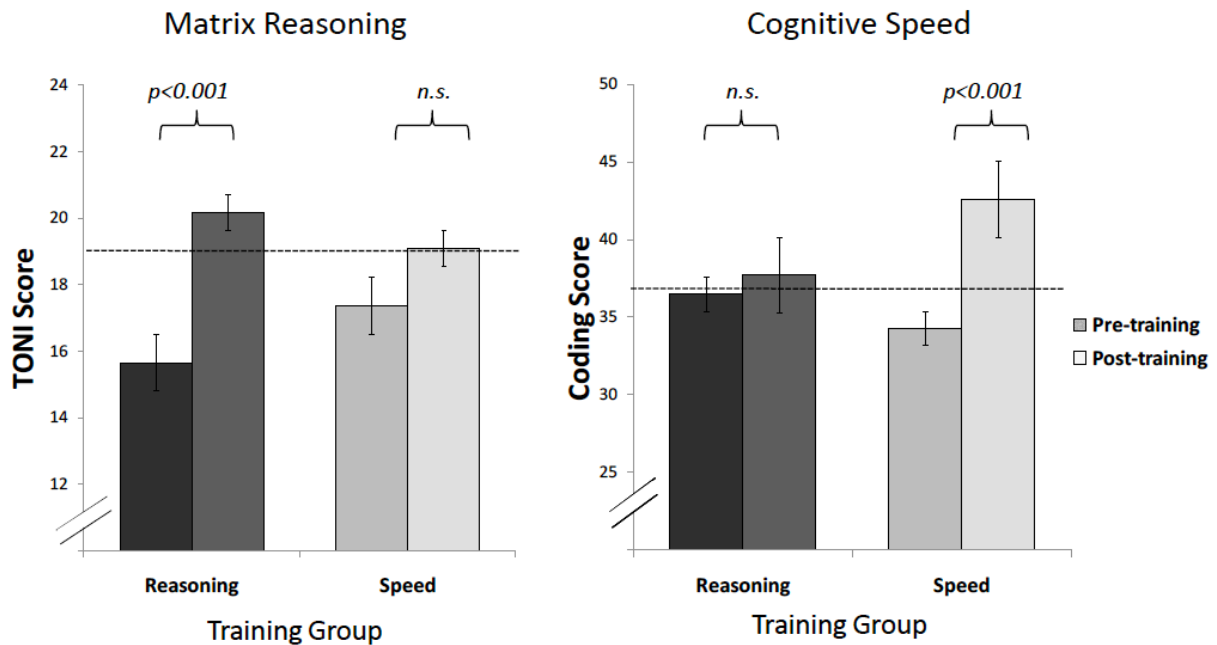 Matrix Reasoning
24
22
20
18
16
14
12
TONI Score
p<0.001
n.s.
Reasoning
Speed
Training Group
Cognitive Speed
50
45
40
35
30
25
Coding Score
n.s.
p<0.001
Reasoning
Speed
Training Group
Pre-training
Post-training